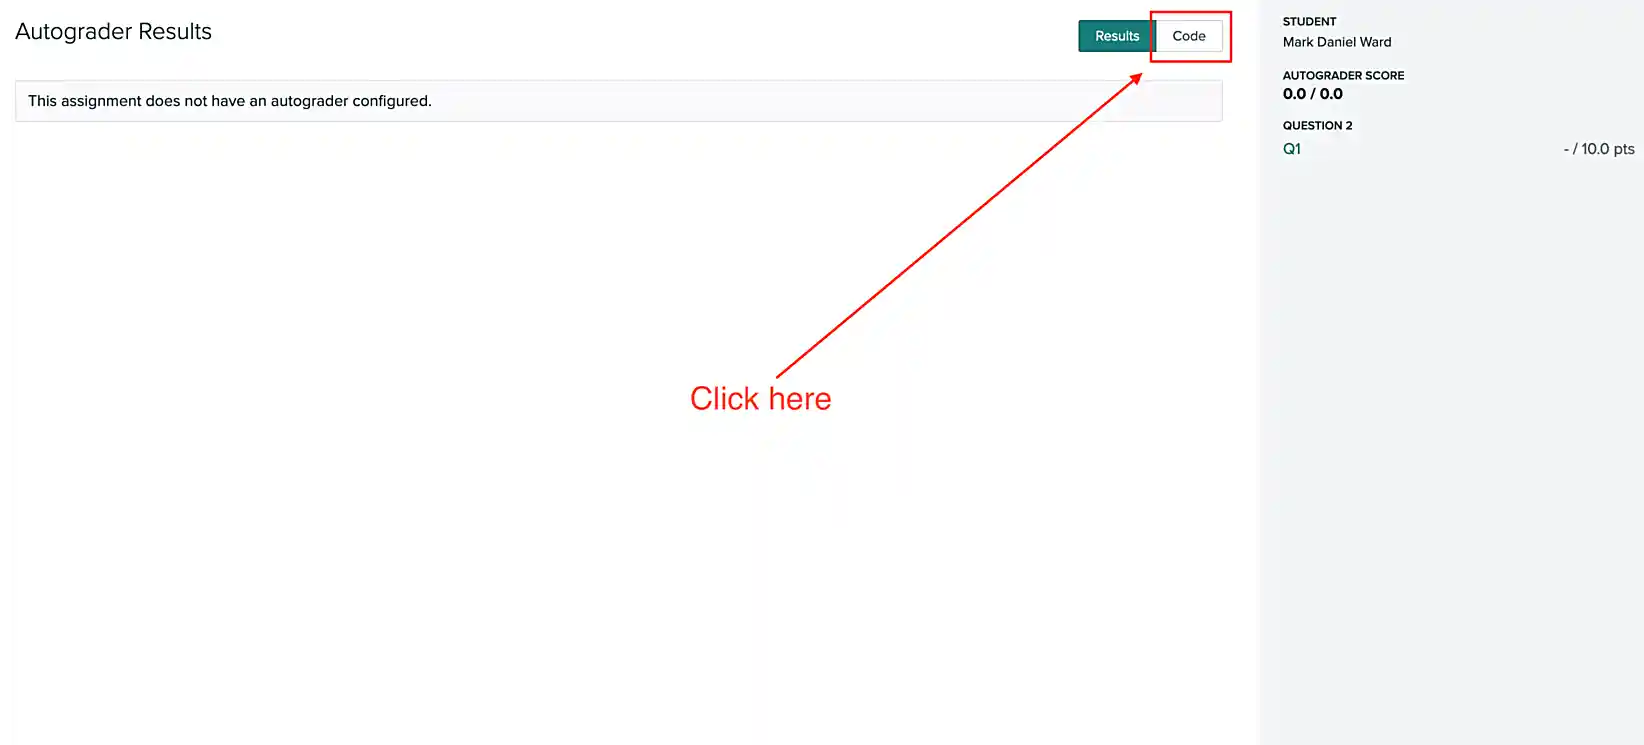 Autograder Results
Results
Code
This assignment does not have an autograder configured.
Click here
STUDENT
Mark Daniel Ward
AUTOGRADER SCORE
0.0 / 0.0
QUESTION 2
Q1 - / 10.0 pts